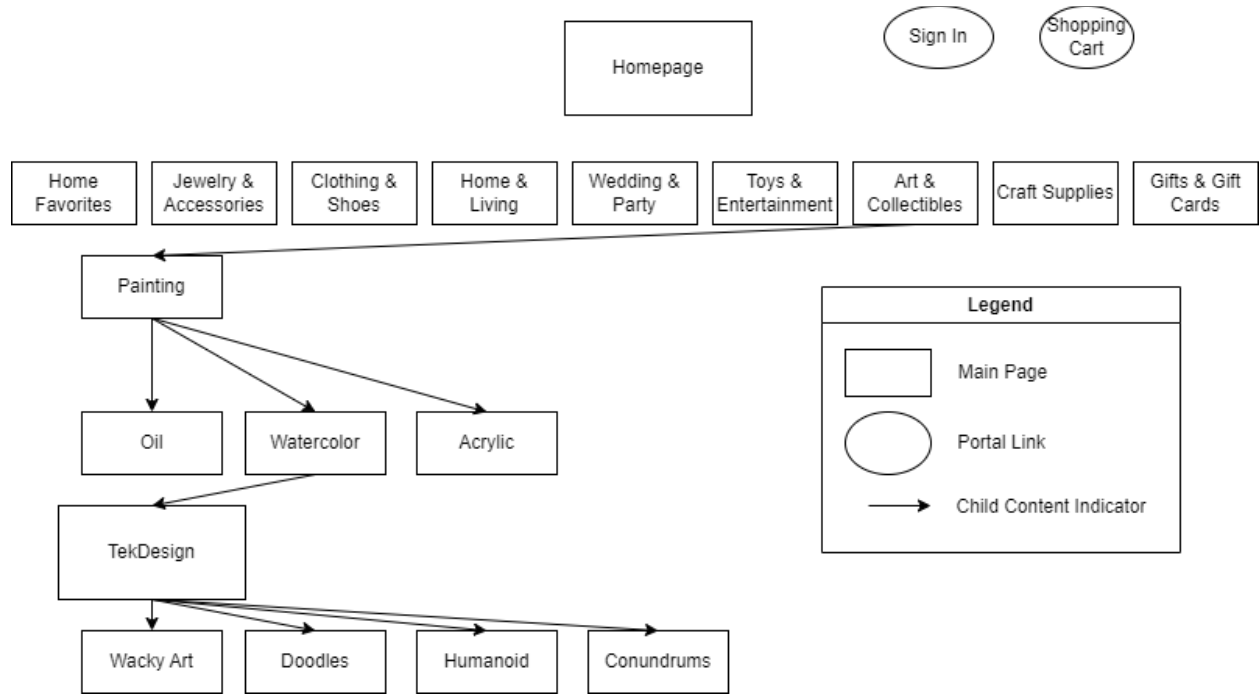 Homepage
Sign In
Shopping
Cart
Home
Favorites
Jewelry &
Accessories
Clothing &
Shoes
Home &
Living
Wedding &
Party
Toys &
Entertainment
Art &
Collectibles
Craft Supplies
Gifts & Gift
Cards
Painting
Legend
Main Page
Portal Link
Child Content Indicator
Oil
Watercolor
Acrylic
TekDesign
Wacky Art
Doodles
Humanoid
Conundrums